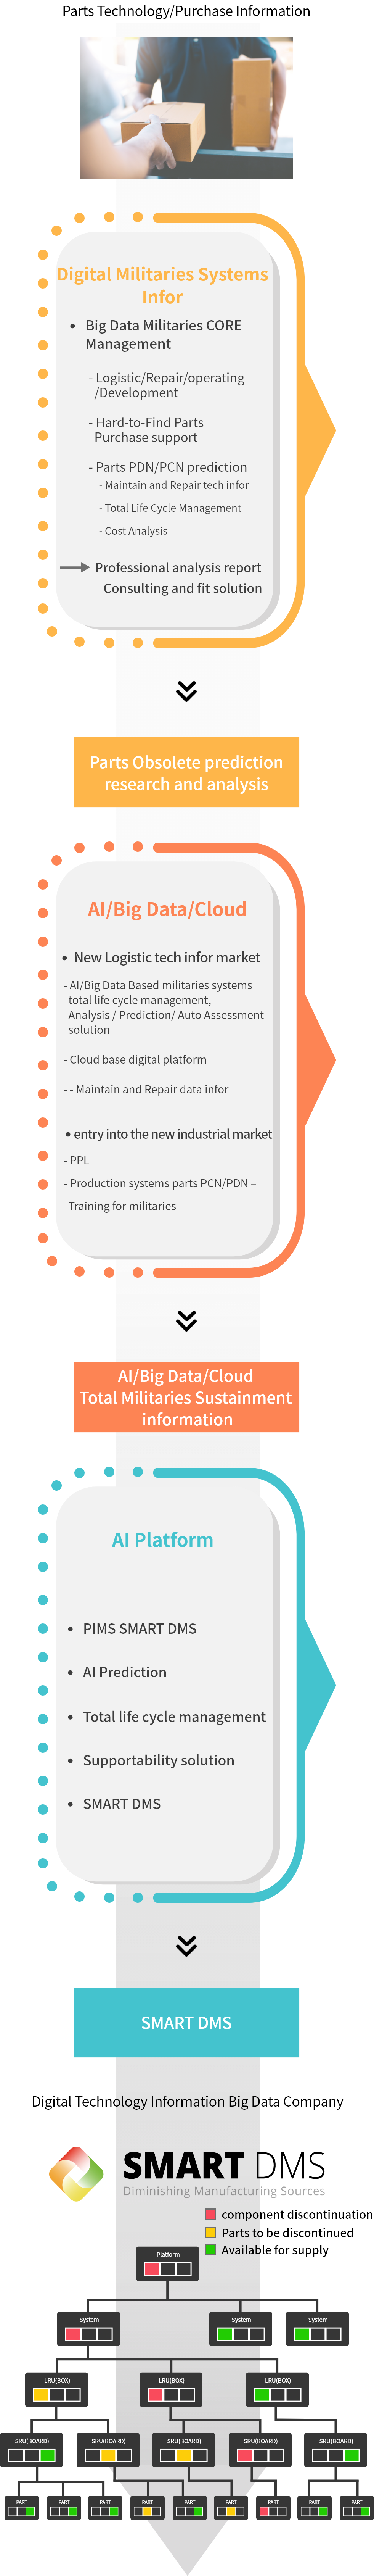 Parts Technology/Purchase Information
Digital Militaries Systems
Infor
• Big Data Militaries CORE
Management
- Logistic/Repair/operating
/Development
- Hard-to-Find Parts
Purchase support
- Parts PDN/PCN prediction
- Maintain and Repair tech infor
- Total Life Cycle Management
- Cost Analysis
Professional analysis report
Consulting and fit solution
Parts Obsolete prediction
research and analysis
AI/Big Data/Cloud
• New Logistic tech infor market
- AI/Big Data Based militaries systems
total life cycle management,
Analysis / Prediction/ Auto Assessment
solution
- Cloud base digital platform
- - Maintain and Repair data infor
• entry into the new industrial market
- PPL
- Production systems parts PCN/PDN –
Training for militaries
AI/Big Data/Cloud
Total Militaries Sustainment
information
AI Platform
• PIMS SMART DMS
• AI Prediction
• Total life cycle management
• Supportability solution
• SMART DMS
SMART DMS
Digital Technology Information Big Data Company
SMART DMS
Diminishing Manufacturing Sources
component discontinuation
Parts to be discontinued
Available for supply
Platform
System
System
System
LRU(BOX)
LRU(BOX)
LRU(BOX)
SRU(BOARD)
SRU(BOARD)
SRU(BOARD)
SRU(BOARD)
SRU(BOARD)
PART
PART
PART
PART
PART
PART
PART
PART
PART